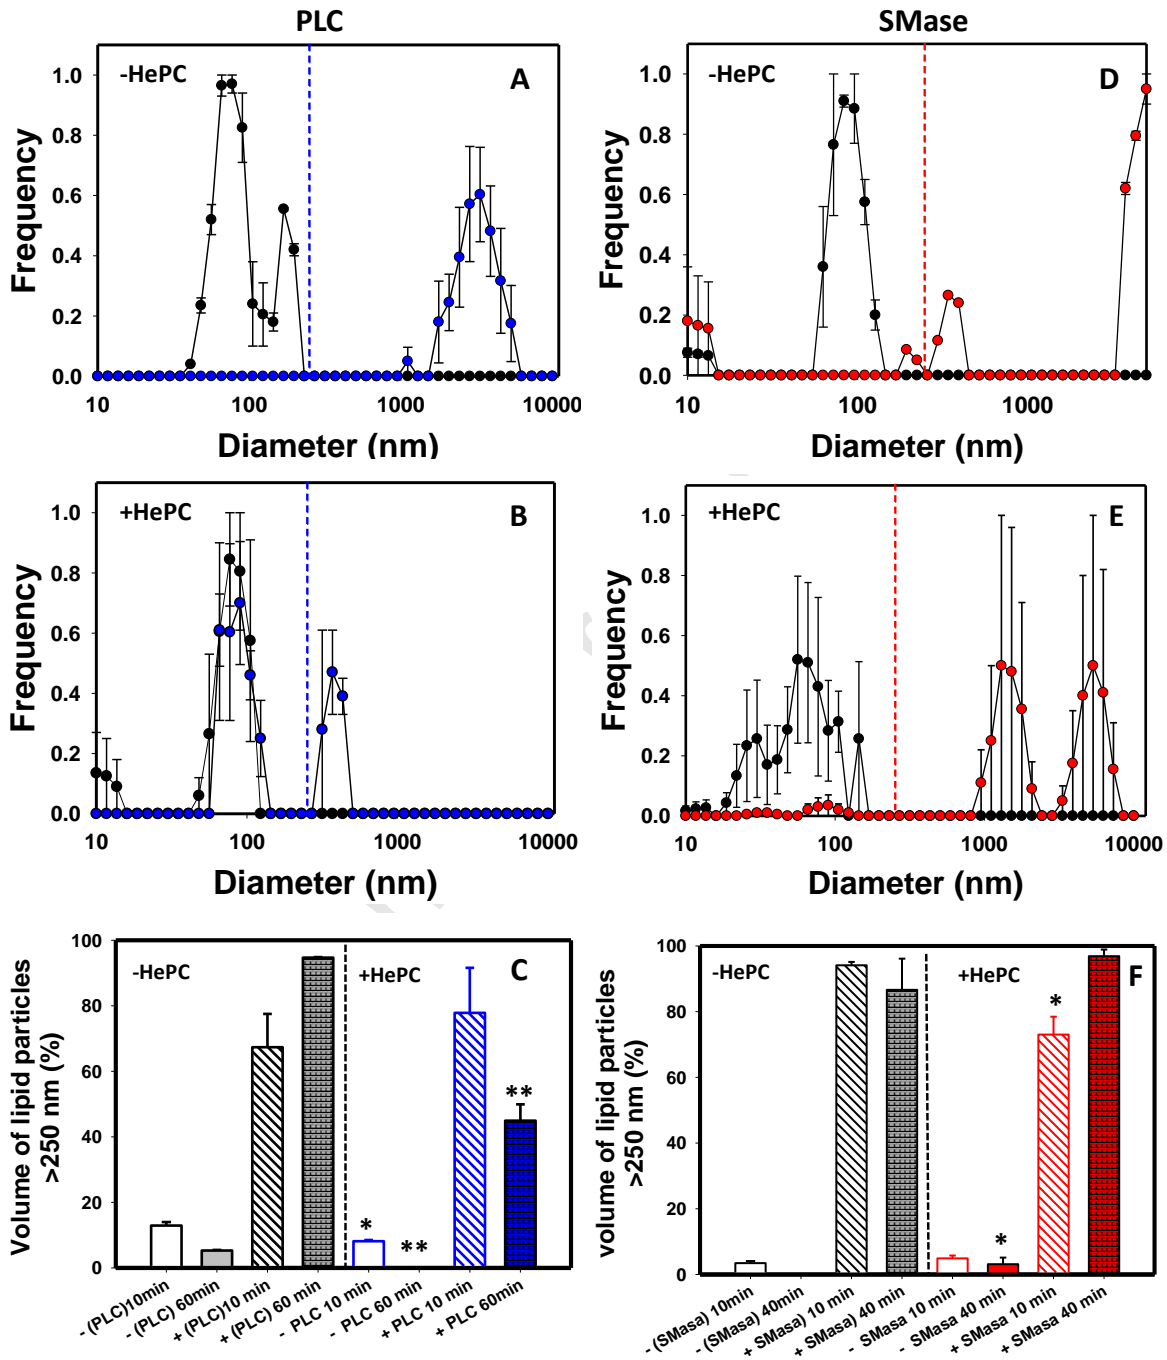 PLC
SMase
-HePC
A
1.0
0.8
0.6
0.4
0.2
0.0
Frequency
10
100
1000
10000
Diameter (nm)
-HePC
D
1.0
0.8
0.6
0.4
0.2
0.0
Frequency
10
100
1000
Diameter (nm)
+HePC
B
1.0
0.8
0.6
0.4
0.2
0.0
Frequency
10
100
1000
10000
Diameter (nm)
+HePC
E
1.0
0.8
0.6
0.4
0.2
0.0
Frequency
10
100
1000
10000
Diameter (nm)
-HePC
+HePC
C
100
80
60
40
20
0
Volume of lipid particles
>250 nm (%)
*
**
**
- (PLC)10min
- (PLC) 60min
+ (PLC)10 min
+ (PLC) 60 min
- PLC 10 min
- PLC 60 min
+ PLC 10 min
+ PLC 60min
-HePC
+HePC
F
100
80
60
40
20
0
volume of lipid particles
>250 nm (%)
*
*
- (SMasa) 10min
- (SMasa) 40min
+ SMasa) 10 min
+ SMasa) 40 min
- SMasa 10 min
- SMasa 40 min
+ SMasa 10 min
+ SMasa 40 min